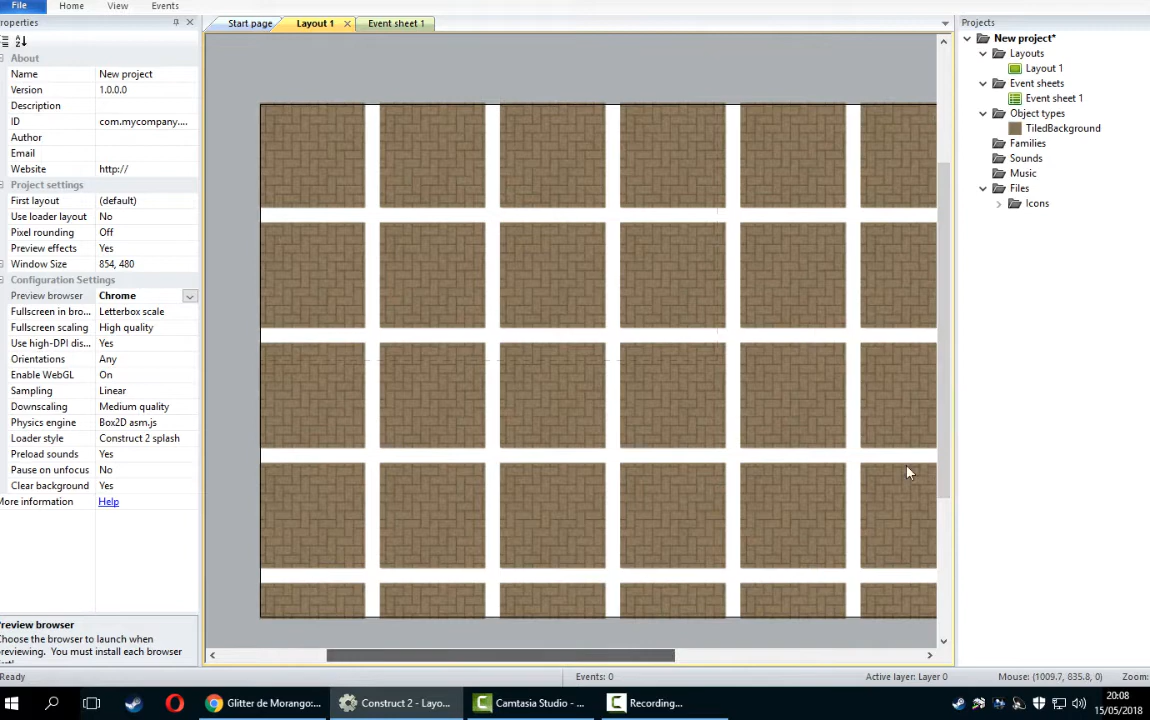 File Home View Events
roperties
Start page Layout 1 Event sheet 1
Projects
About
Name New project
Version 1.0.0.0
Description
ID com.mycompany....
Author
Email
Website http://
Project settings
First layout (default)
Use loader layout No
Pixel rounding Off
Preview effects Yes
Window Size 854, 480
Configuration Settings
Preview browser Chrome
Fullscreen in bro... Letterbox scale
Fullscreen scaling High quality
Use high-DPI dis... Yes
Orientations Any
Enable WebGL On
Sampling Linear
Downscaling Medium quality
Physics engine Box2D asm.js
Loader style Construct 2 splash
Preload sounds Yes
Pause on unfocus No
Clear background Yes
More information Help
New project*
Layouts
Layout 1
Event sheets
Event sheet 1
Object types
TiledBackground
Families
Sounds
Music
Files
Icons
Preview browser
Choose the browser to launch when
previewing. You must install each browser
Ready Events: 0 Active layer: Layer 0 Mouse: (1009.7, 835.8, 0) Zoom:
Glitter de Morango:... Construct 2 - Layo... Camtasia Studio - ... Recording...
20:08
15/05/2018